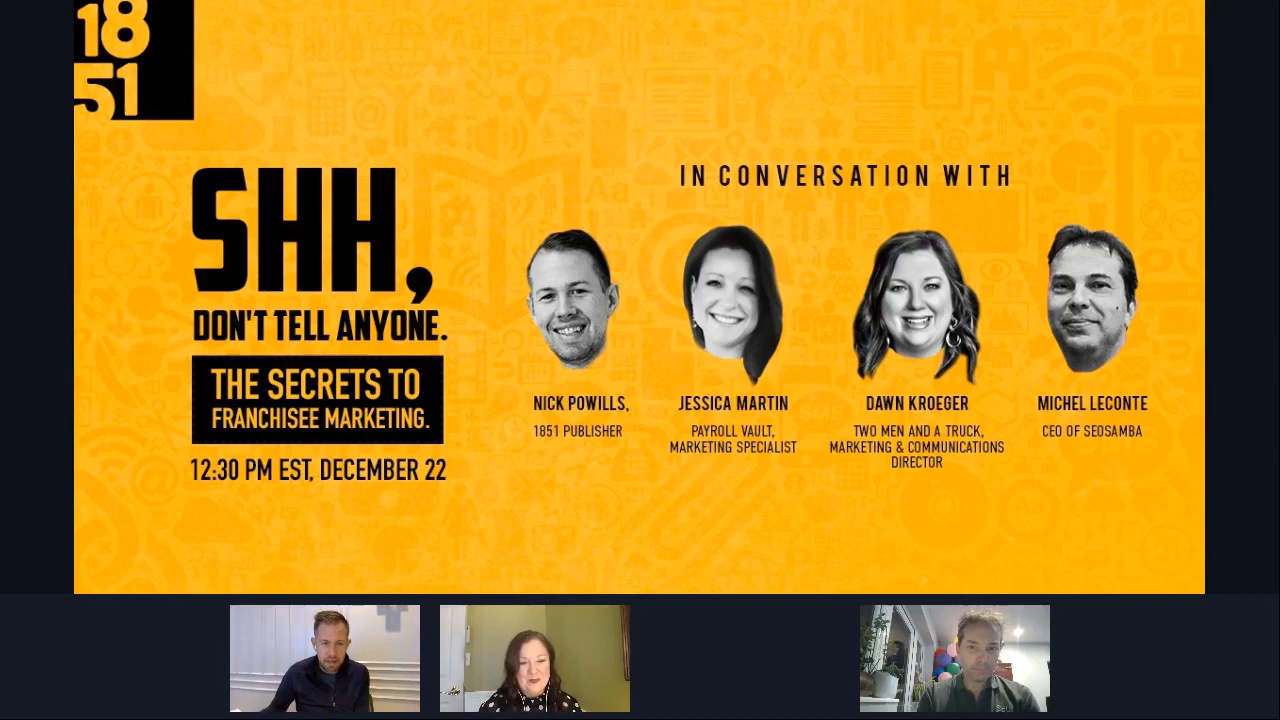 18
51
SHH,
DON'T TELL ANYONE.
THE SECRETS TO
FRANCHISEE MARKETING.
12:30 PM EST, DECEMBER 22
IN CONVERSATION WITH
NICK POWILLS,
1851 PUBLISHER
JESSICA MARTIN
PAYROLL VAULT,
MARKETING SPECIALIST
DAWN KROEGER
TWO MEN AND A TRUCK,
MARKETING & COMMUNICATIONS
DIRECTOR
MICHEL LECONTE
CEO OF SEOSAMBA